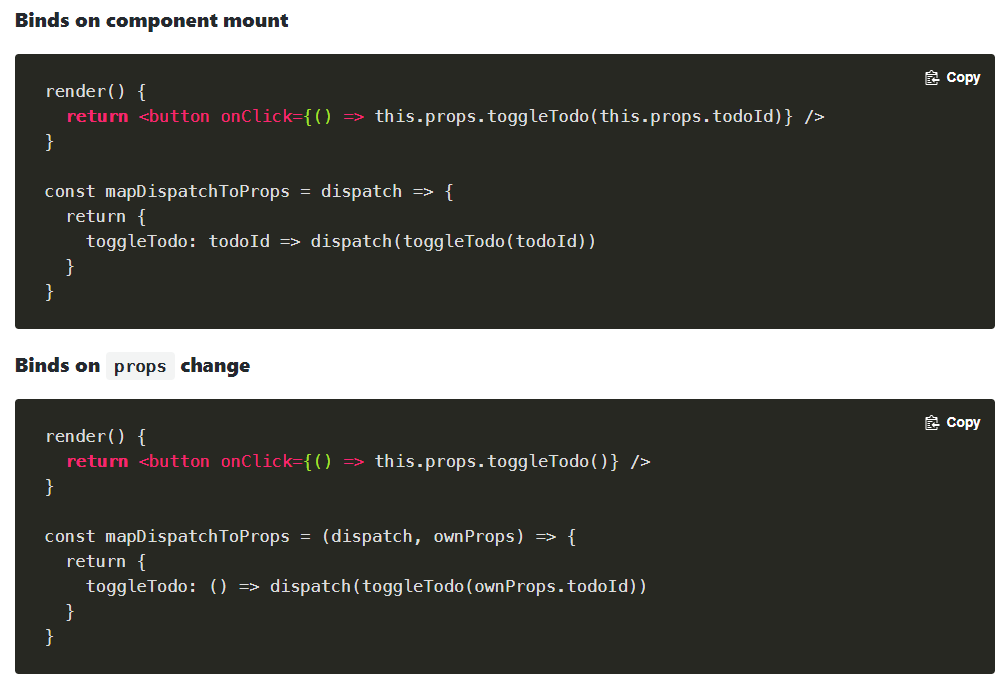 Binds on component mount
Copy
render() {
  return <button onClick={() => this.props.toggleTodo(this.props.todoId)} />
}
const mapDispatchToProps = dispatch => {
  return {
    toggleTodo: todoId => dispatch(toggleTodo(todoId))
  }
}
Binds on props change
Copy
render() {
  return <button onClick={() => this.props.toggleTodo()} />
}
const mapDispatchToProps = (dispatch, ownProps) => {
  return {
    toggleTodo: () => dispatch(toggleTodo(ownProps.todoId))
  }
}